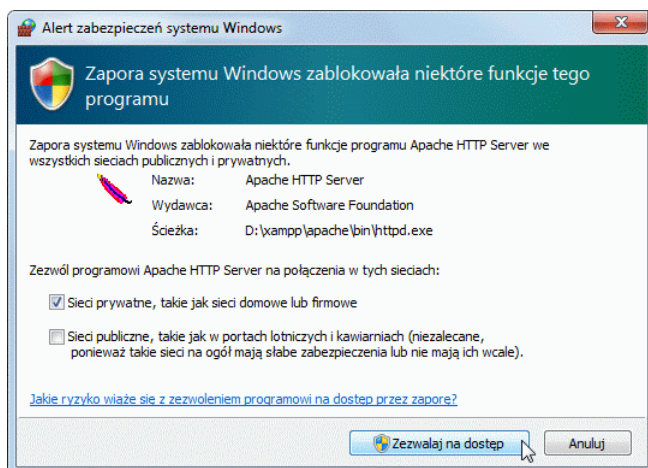 Alert zabezpieczeń systemu Windows
Zapora systemu Windows zablokowała niektóre funkcje tego
programu
Zapora systemu Windows zablokowała niektóre funkcje programu Apache HTTP Server we
wszystkich sieciach publicznych i prywatnych.
Nazwa: Apache HTTP Server
Wydawca: Apache Software Foundation
Ścieżka: D:\xampp\apache\bin\httpd.exe
Zezwól programowi Apache HTTP Server na połączenia w tych sieciach:
Sieci prywatne, takie jak sieci domowe lub firmowe
Sieci publiczne, takie jak w portach lotniczych i kawiarniach (niezalecane,
ponieważ takie sieci na ogół mają słabe zabezpieczenia lub nie mają ich wcale).
Jakie ryzyko wiąże się z zezwoleniem programowi na dostęp przez zaporę?
Zezwalaj na dostęp Anuluj